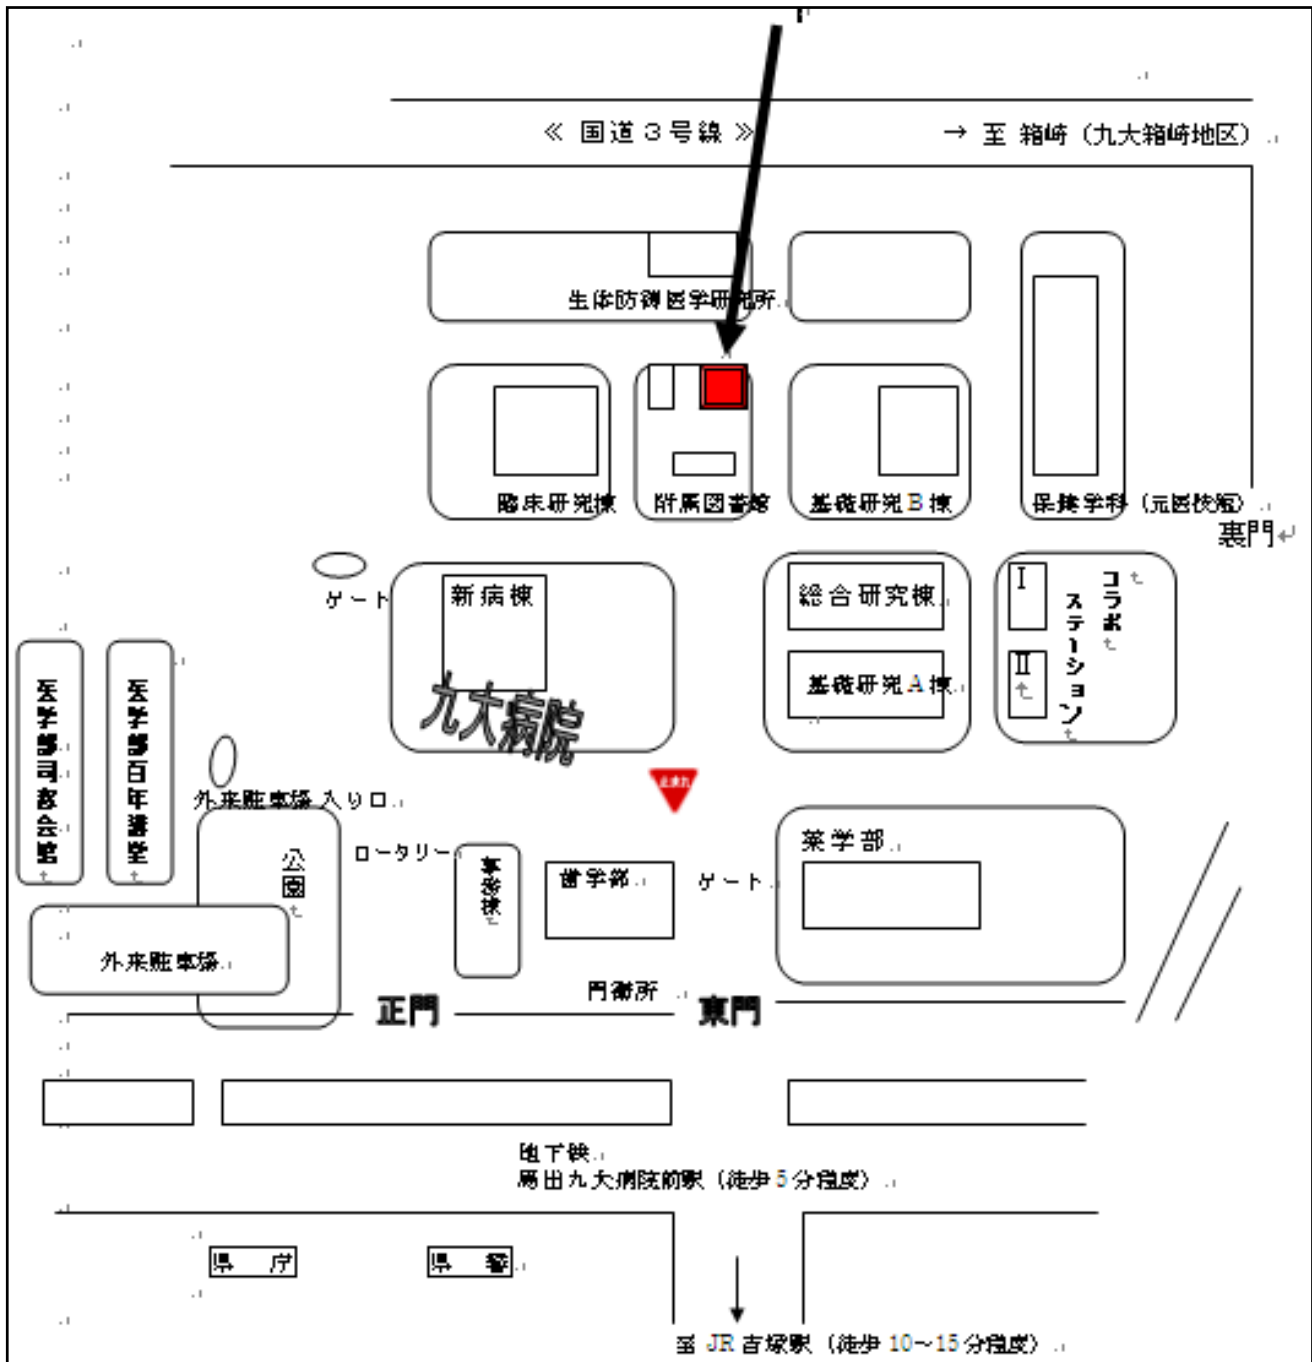 ≪ 国道３号線 ≫
→ 至 箱崎（九大箱崎地区）
生体防御医学研究所
臨床研究棟
附属図書館
基礎研究B棟
保健学科（元医技短）
裏門
ゲート
新病棟
九大病院
総合研究棟
基礎研究A棟
Ⅰ
Ⅱ
コラボ
ステーション
医学部百年講堂
外来駐車場 入り口
公園
ロータリー
事務棟
歯学部
ゲート
薬学部
外来駐車場
門衛所
正門
東門
地下鉄
馬出九大病院前駅（徒歩5分程度）
県 庁
県 警
至 JR 吉塚駅（徒歩 10～15分程度）